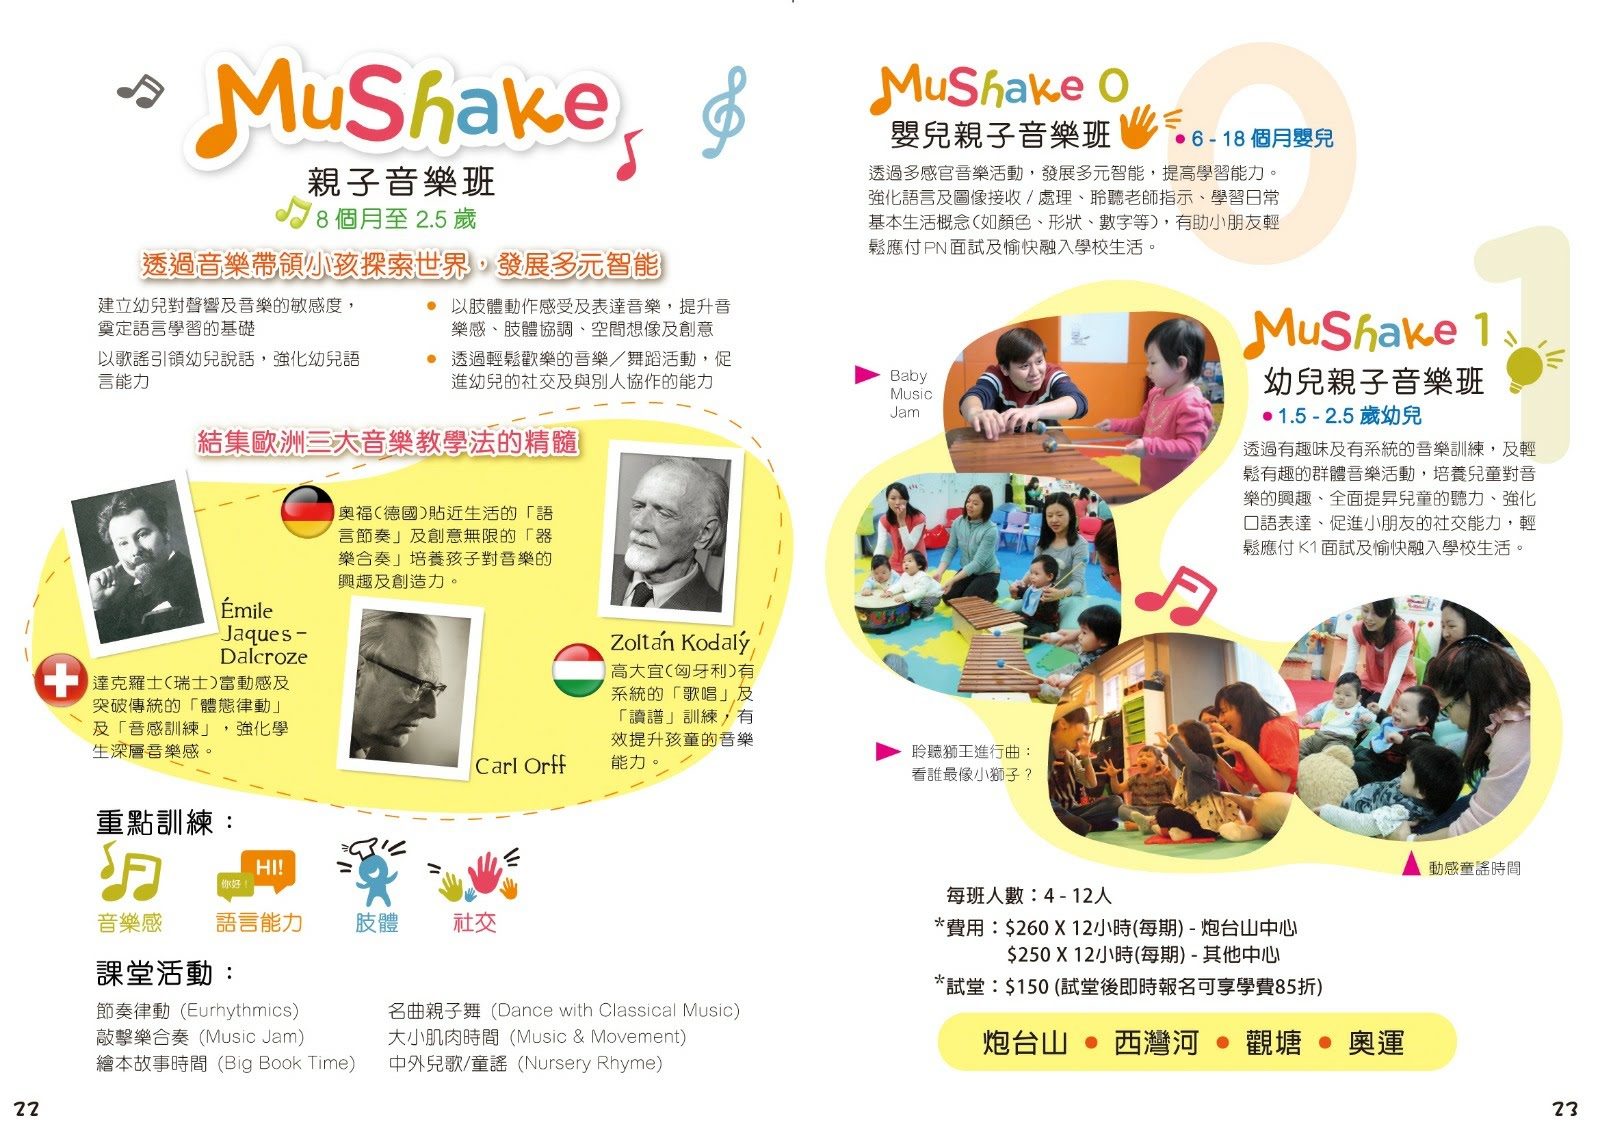 MuShake
親子音樂班
8 個月至 2.5 歲
透過音樂帶領小孩探索世界，發展多元智能
建立幼兒對聲響及音樂的敏感度，
奠定語言學習的基礎
以歌謠引領幼兒說話，強化幼兒語
言能力
以肢體動作感受及表達音樂，提升音
樂感、肢體協調、空間想像及創意
透過輕鬆歡樂的音樂／舞蹈活動，促
進幼兒的社交及與別人協作的能力
結集歐洲三大音樂教學法的精髓
奧福(德國)貼近生活的「語
言節奏」及創意無限的「器
樂合奏」培養孩子對音樂的
興趣及創造力。
Émile
Jaques-
Dalcroze
達克羅士(瑞士)富動感及
突破傳統的「體態律動」
及「音感訓練」，強化學
生深層音樂感。
Carl Orff
Zoltán Kodalý
高大宜(匈牙利)有
系統的「歌唱」及
「讀譜」訓練，有
效提升孩童的音樂
能力。
重點訓練：
你好！
HI!
音樂感
語言能力
肢體
社交
課堂活動：
節奏律動 (Eurhythmics)
敲擊樂合奏 (Music Jam)
繪本故事時間 (Big Book Time)
名曲親子舞 (Dance with Classical Music)
大小肌肉時間 (Music & Movement)
中外兒歌/童謠 (Nursery Rhyme)
22
0
MuShake 0
嬰兒親子音樂班
• 6 - 18 個月嬰兒
透過多感官音樂活動，發展多元智能，提高學習能力。
強化語言及圖像接收 / 處理、聆聽老師指示、學習日常
基本生活概念(如顏色、形狀、數字等)，有助小朋友輕
鬆應付PN面試及愉快融入學校生活。
Baby
Music
Jam
1
MuShake 1
幼兒親子音樂班
• 1.5 - 2.5 歲幼兒
透過有趣味及有系統的音樂訓練，及輕
鬆有趣的群體音樂活動，培養兒童對音
樂的興趣、全面提昇兒童的聽力、強化
口語表達、促進小朋友的社交能力，輕
鬆應付K1面試及愉快融入學校生活。
聆聽獅王進行曲：
看誰最像小獅子？
動感童謠時間
每班人數：4 - 12人
*費用：$260 X 12小時(每期) - 炮台山中心
$250 X 12小時(每期) - 其他中心
*試堂：$150 (試堂後即時報名可享學費85折)
炮台山 • 西灣河 • 觀塘 • 奧運
23